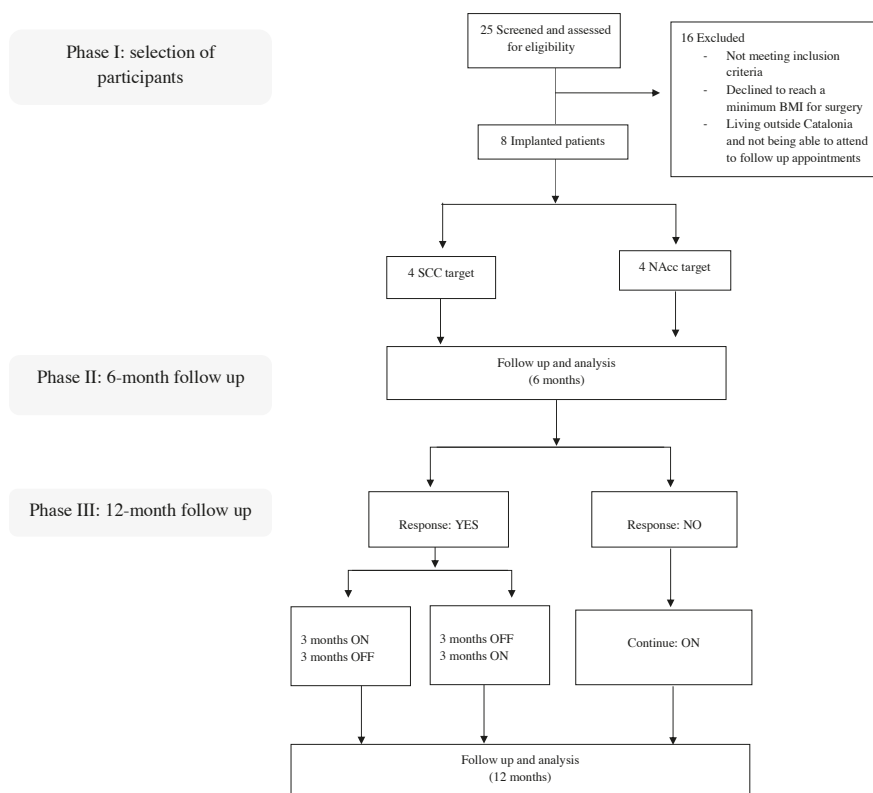 Phase I: selection of
participants
25 Screened and assessed
for eligibility
16 Excluded
- Not meeting inclusion
criteria
- Declined to reach a
minimum BMI for surgery
- Living outside Catalonia
and not being able to attend
to follow up appointments
8 Implanted patients
4 SCC target
4 NAcc target
Phase II: 6-month follow up
Follow up and analysis
(6 months)
Phase III: 12-month follow up
Response: YES
Response: NO
3 months ON
3 months OFF
3 months OFF
3 months ON
Continue: ON
Follow up and analysis
(12 months)